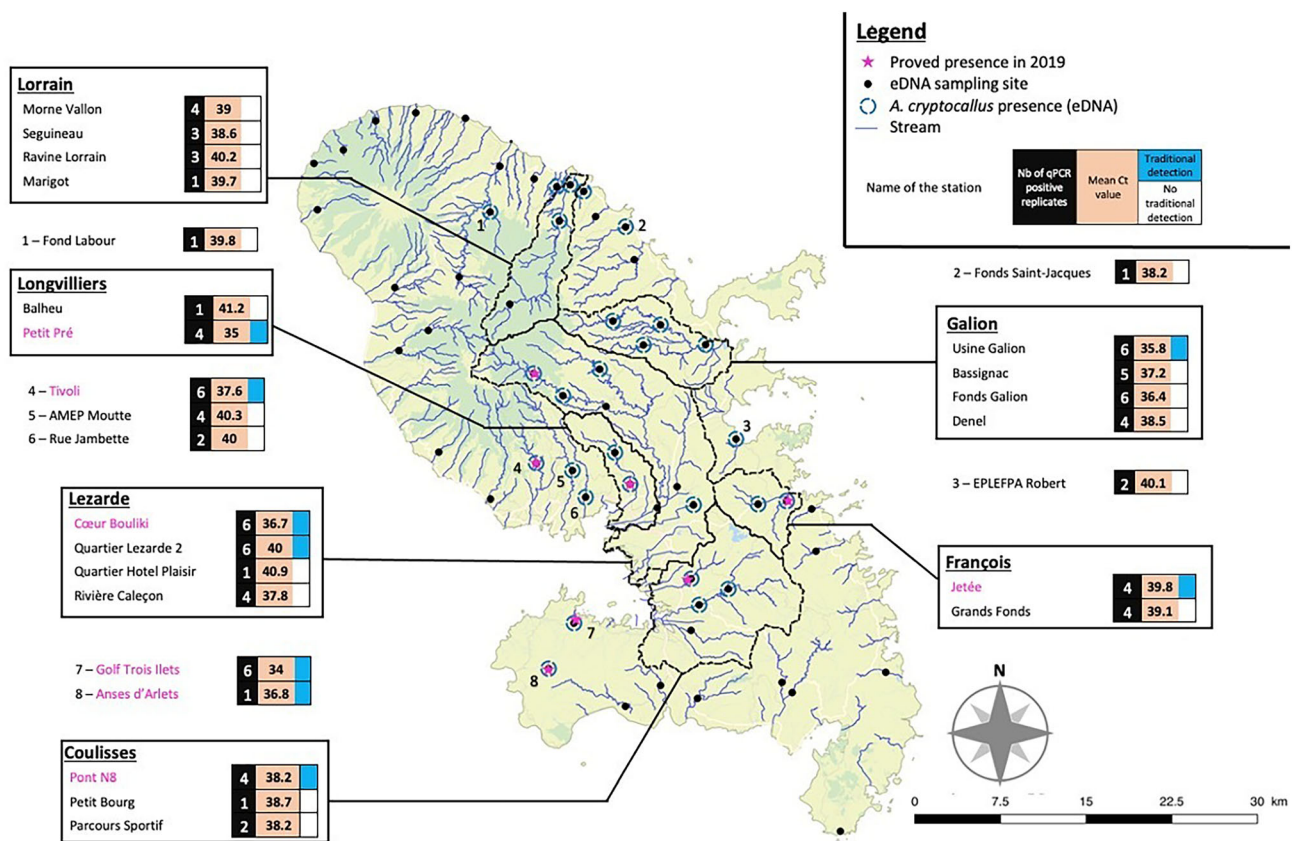 Legend
Proved presence in 2019
eDNA sampling site
A. cryptocallus presence (eDNA)
Stream
Name of the station
Nb of qPCR positive replicates
Mean Ct value
Traditional detection
No traditional detection
Lorrain
Morne Vallon 4 39
Seguineau 3 38.6
Ravine Lorrain 3 40.2
Marigot 1 39.7
1 – Fond Labour 1 39.8
Longvilliers
Balheu 1 41.2
Petit Pré 4 35
4 – Tivoli 6 37.6
5 – AMEP Moutte 4 40.3
6 – Rue Jambette 2 40
Lezarde
Cœur Bouliki 6 36.7
Quartier Lezarde 2 6 40
Quartier Hotel Plaisir 1 40.9
Rivière Caleçon 4 37.8
7 – Golf Trois Ilets 6 34
8 – Anses d'Arlets 1 36.8
Coulisses
Pont N8 4 38.2
Petit Bourg 1 38.7
Parcours Sportif 2 38.2
1
2
3
4
5
6
7
8
2 – Fonds Saint-Jacques 1 38.2
Galion
Usine Galion 6 35.8
Bassignac 5 37.2
Fonds Galion 6 36.4
Denel 4 38.5
3 – EPLEFPA Robert 2 40.1
François
Jetée 4 39.8
Grands Fonds 4 39.1
N
0 7.5 15 22.5 30 km